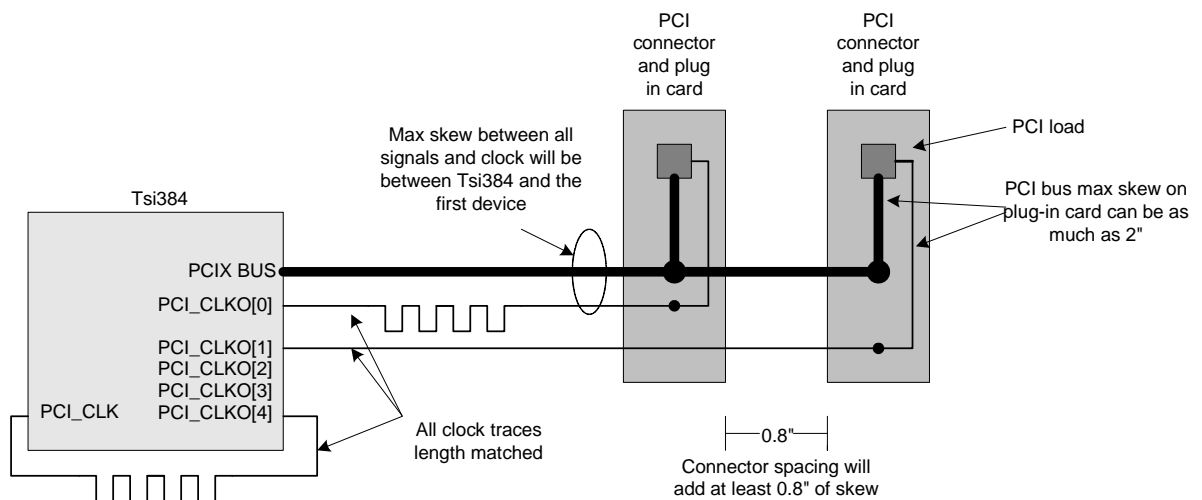 PCI
connector
and plug
in card
PCI
connector
and plug
in card
Max skew between all
signals and clock will be
between Tsi384 and the
first device
PCI load
PCI bus max skew on
plug-in card can be as
much as 2"
Tsi384
PCIX BUS
PCI_CLKO[0]
PCI_CLKO[1]
PCI_CLKO[2]
PCI_CLKO[3]
PCI_CLK
PCI_CLKO[4]
All clock traces
length matched
0.8"
Connector spacing will
add at least 0.8" of skew